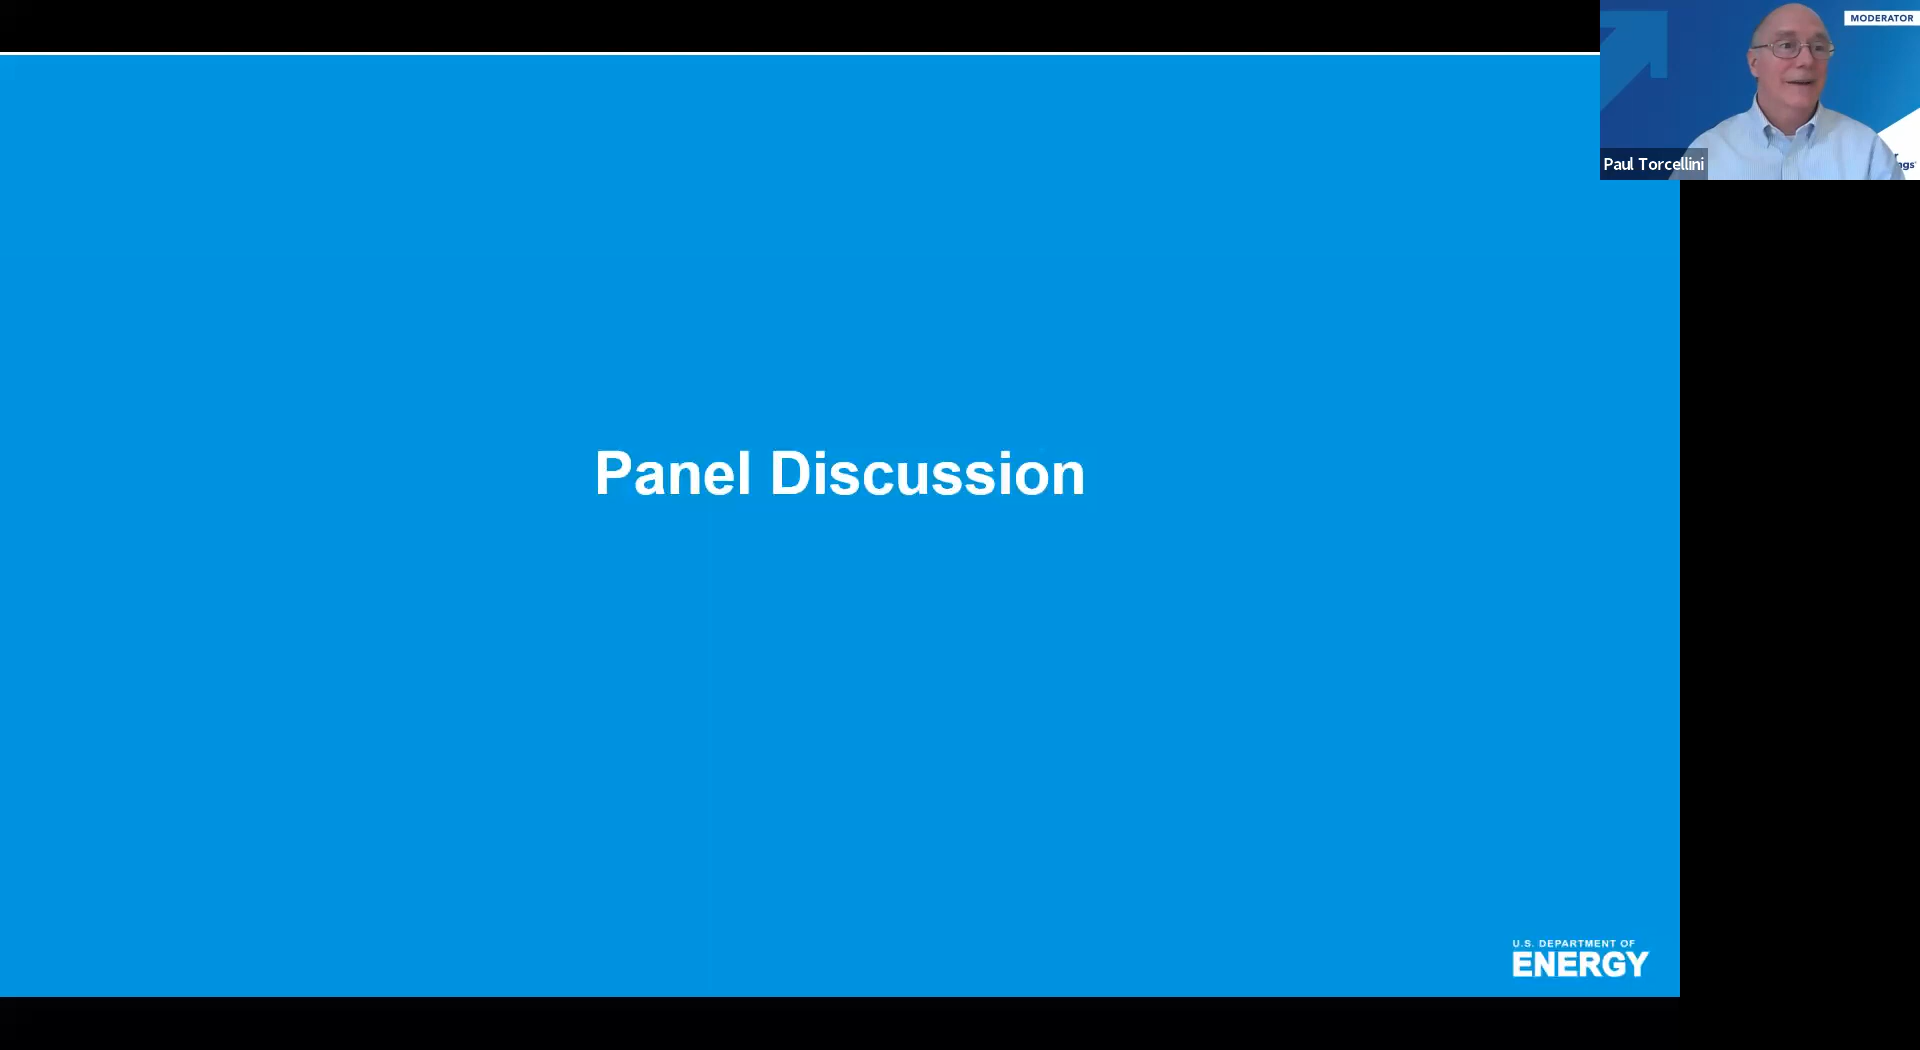 MODERATOR
Paul Torcellini
Panel Discussion
U.S. DEPARTMENT OF
ENERGY